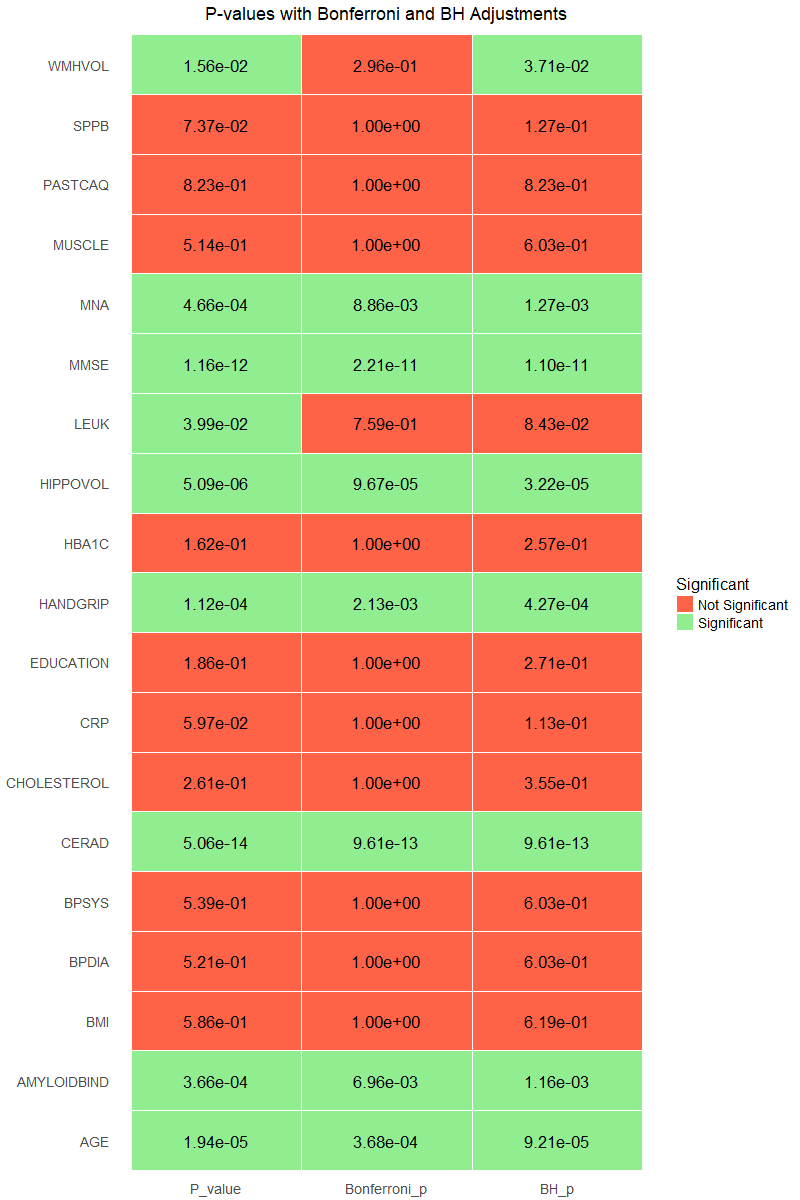 P-values with Bonferroni and BH Adjustments
WMHVOL 1.56e-02 2.96e-01 3.71e-02
SPPB 7.37e-02 1.00e+00 1.27e-01
PASTCAQ 8.23e-01 1.00e+00 8.23e-01
MUSCLE 5.14e-01 1.00e+00 6.03e-01
MNA 4.66e-04 8.86e-03 1.27e-03
MMSE 1.16e-12 2.21e-11 1.10e-11
LEUK 3.99e-02 7.59e-01 8.43e-02
HIPPOVOL 5.09e-06 9.67e-05 3.22e-05
HBA1C 1.62e-01 1.00e+00 2.57e-01
HANDGRIP 1.12e-04 2.13e-03 4.27e-04
EDUCATION 1.86e-01 1.00e+00 2.71e-01
CRP 5.97e-02 1.00e+00 1.13e-01
CHOLESTEROL 2.61e-01 1.00e+00 3.55e-01
CERAD 5.06e-14 9.61e-13 9.61e-13
BPSYS 5.39e-01 1.00e+00 6.03e-01
BPDIA 5.21e-01 1.00e+00 6.03e-01
BMI 5.86e-01 1.00e+00 6.19e-01
AMYLOIDBIND 3.66e-04 6.96e-03 1.16e-03
AGE 1.94e-05 3.68e-04 9.21e-05
P_value Bonferroni_p BH_p
Significant
Not Significant
Significant